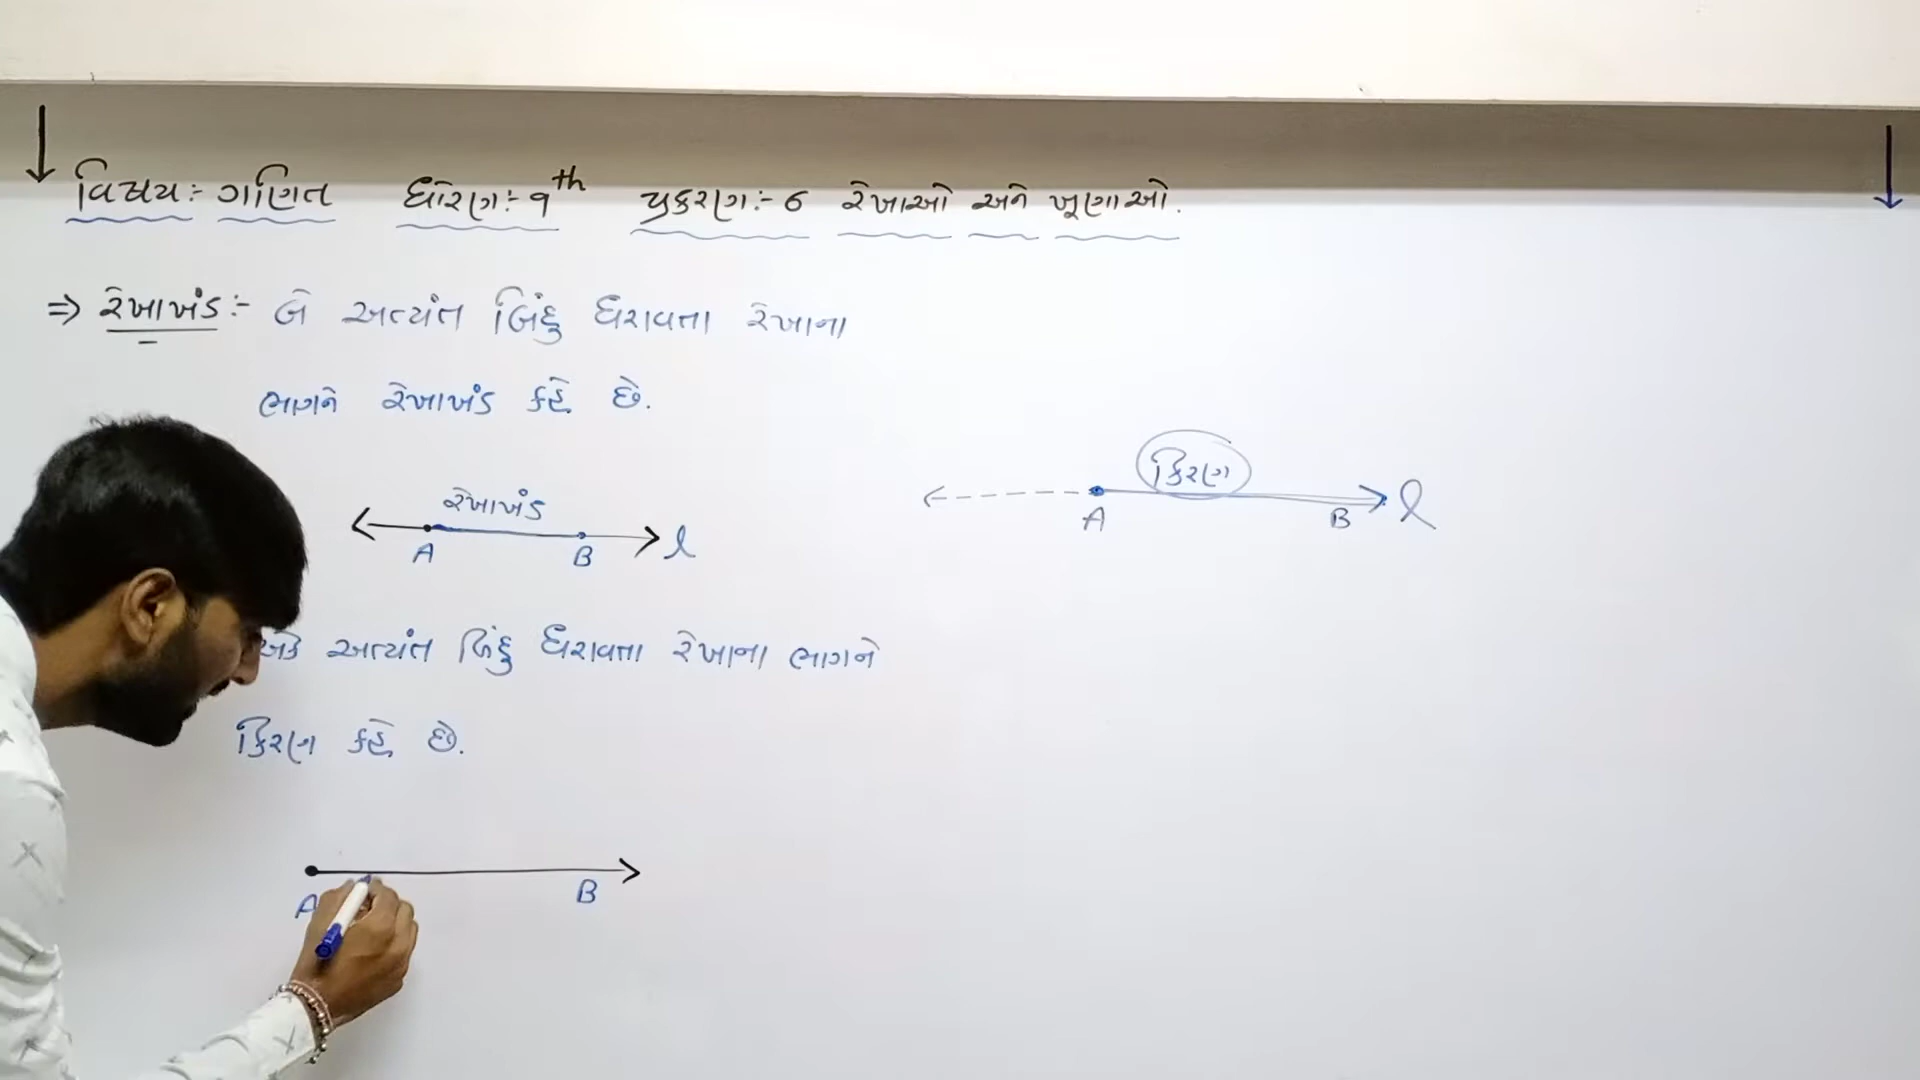 વિષય:- ગણિત ધોરણ:- ૯th પ્રકરણ:- 6 રેખાઓ અને ખૂણાઓ.
⇒ રેખાખંડ:- બે અત્યંત બિંદુ ધરાવતા રેખાના
ભાગને રેખાખંડ કહે છે.
રેખાખંડ
A B l
કિરણ
A B l
એક અત્યંત બિંદુ ધરાવતા રેખાના ભાગને
કિરણ કહે છે.
A B